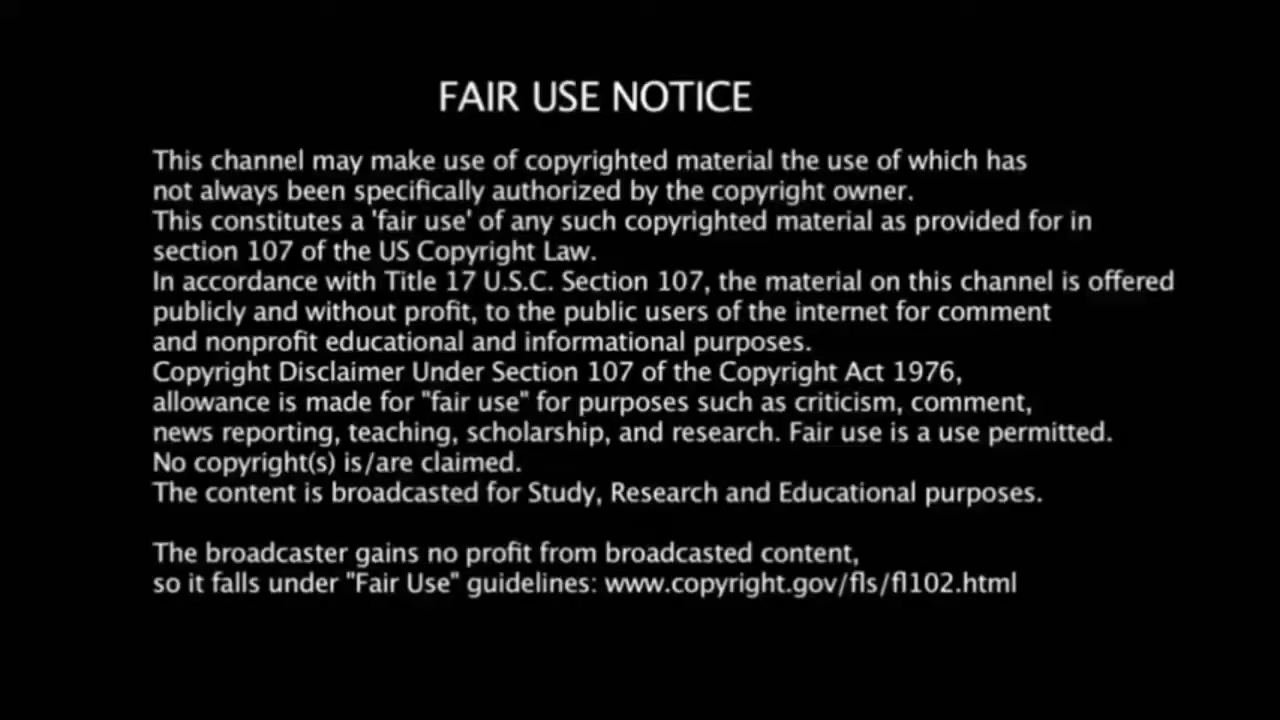 FAIR USE NOTICE
This channel may make use of copyrighted material the use of which has
not always been specifically authorized by the copyright owner.
This constitutes a 'fair use' of any such copyrighted material as provided for in
section 107 of the US Copyright Law.
In accordance with Title 17 U.S.C. Section 107, the material on this channel is offered
publicly and without profit, to the public users of the internet for comment
and nonprofit educational and informational purposes.
Copyright Disclaimer Under Section 107 of the Copyright Act 1976,
allowance is made for "fair use" for purposes such as criticism, comment,
news reporting, teaching, scholarship, and research. Fair use is a use permitted.
No copyright(s) is/are claimed.
The content is broadcasted for Study, Research and Educational purposes.
The broadcaster gains no profit from broadcasted content,
so it falls under "Fair Use" guidelines: www.copyright.gov/fls/fl102.html